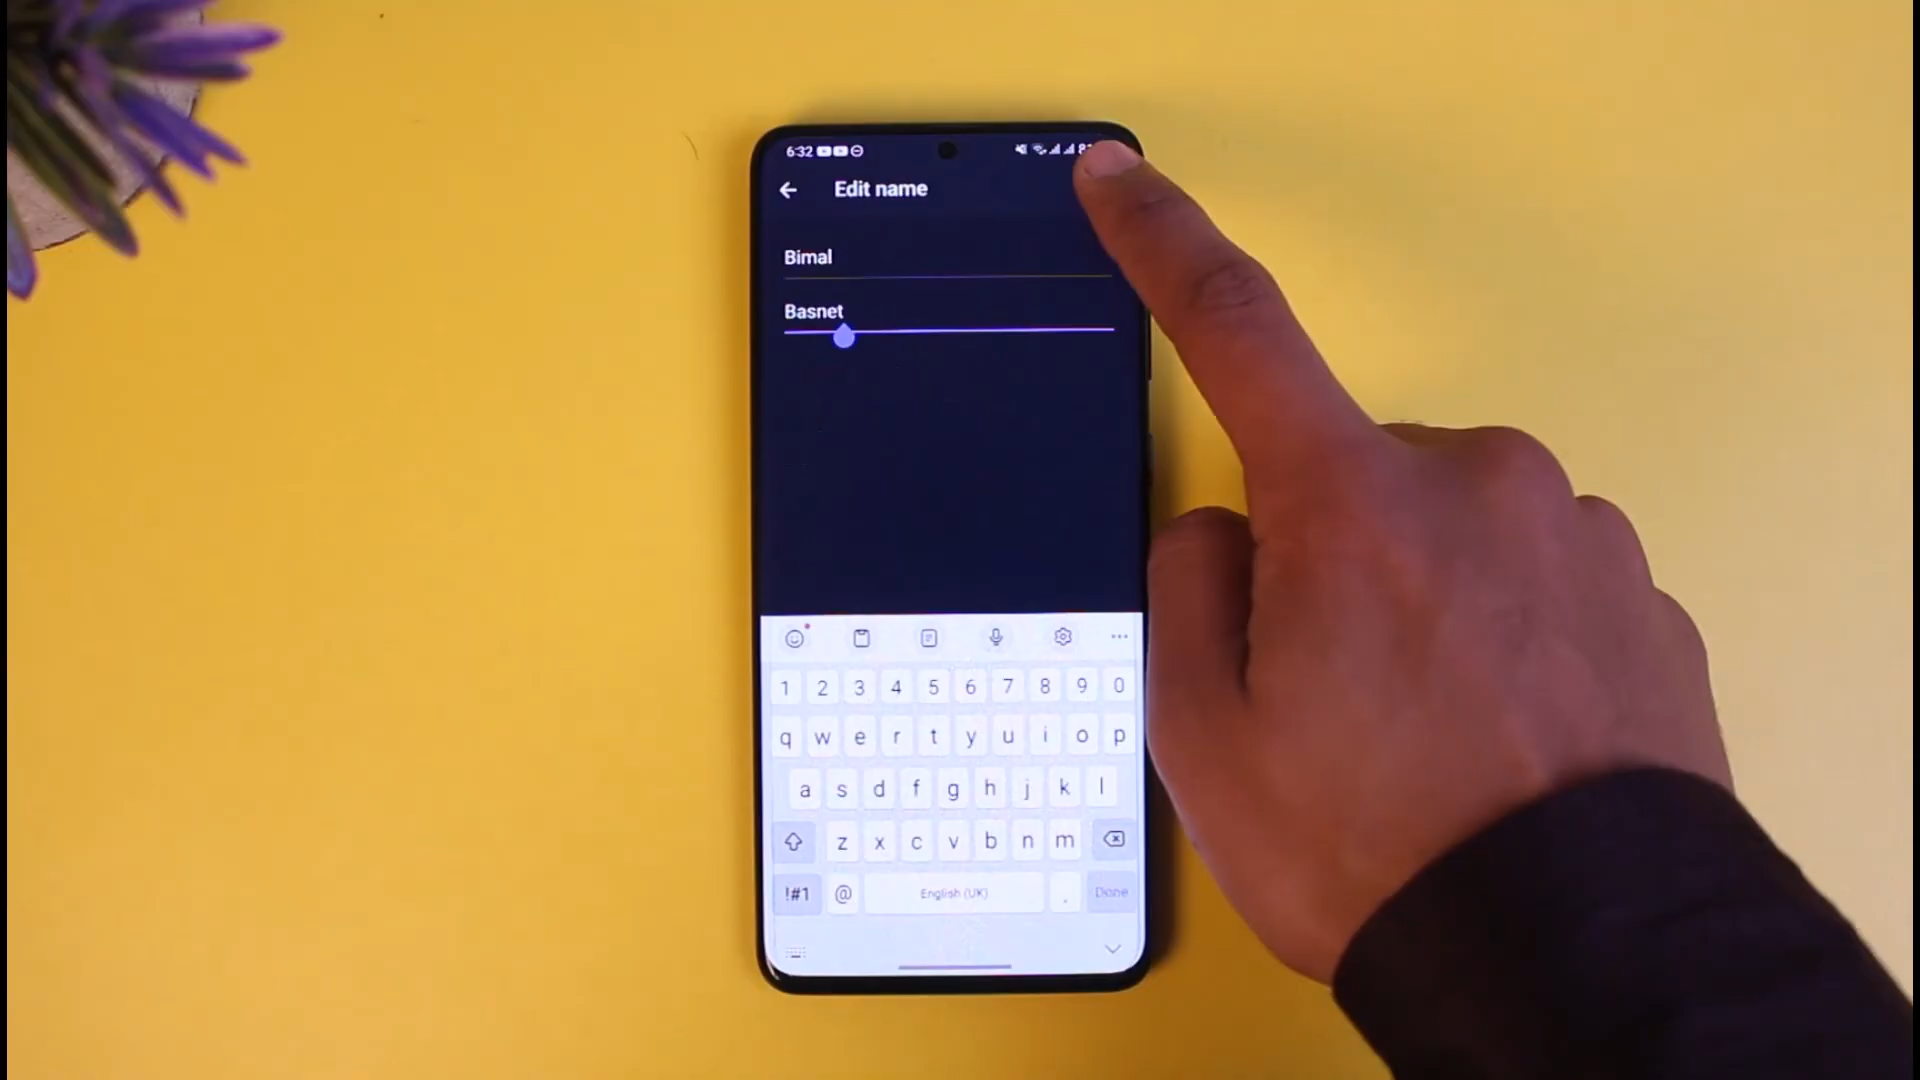 6:32
Edit name
Bimal
Basnet
1 2 3 4 5 6 7 8 9 0
q w e r t y u i o p
a s d f g h j k l
z x c v b n m
!#1 @ English (UK) . Done